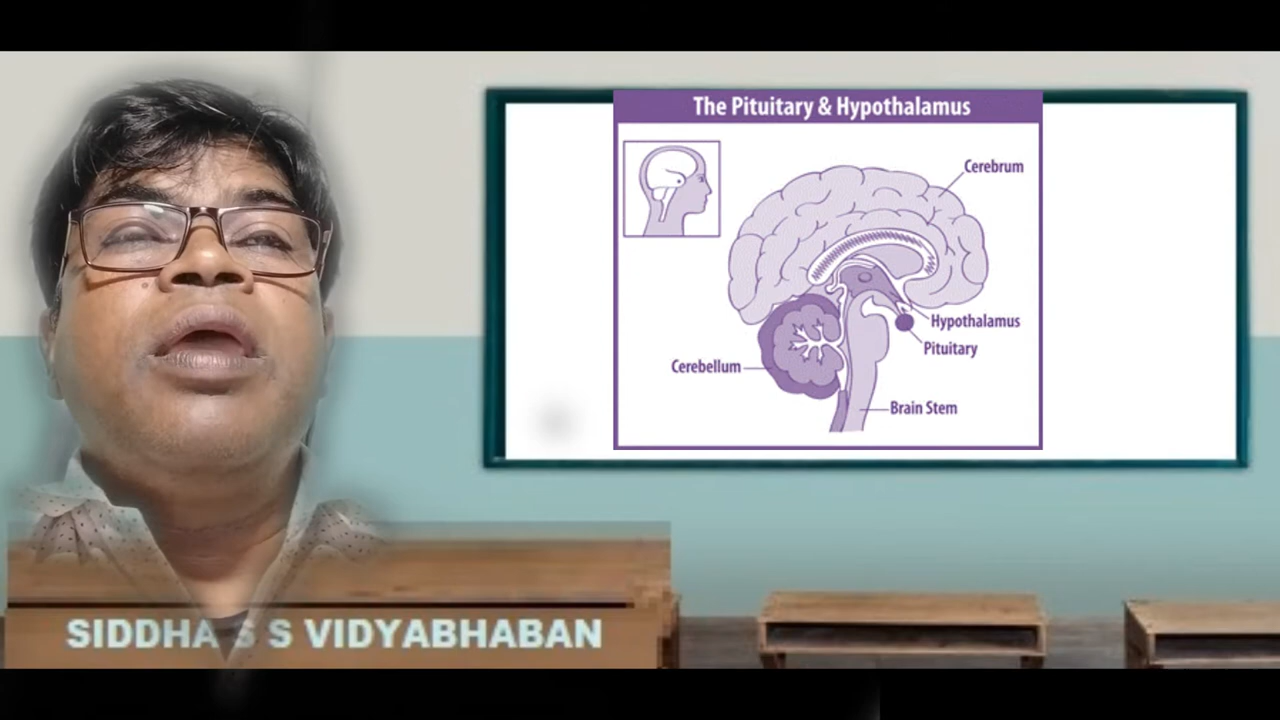 The Pituitary & Hypothalamus
Cerebrum
Hypothalamus
Pituitary
Cerebellum
Brain Stem
SIDDHA S S VIDYABHABAN